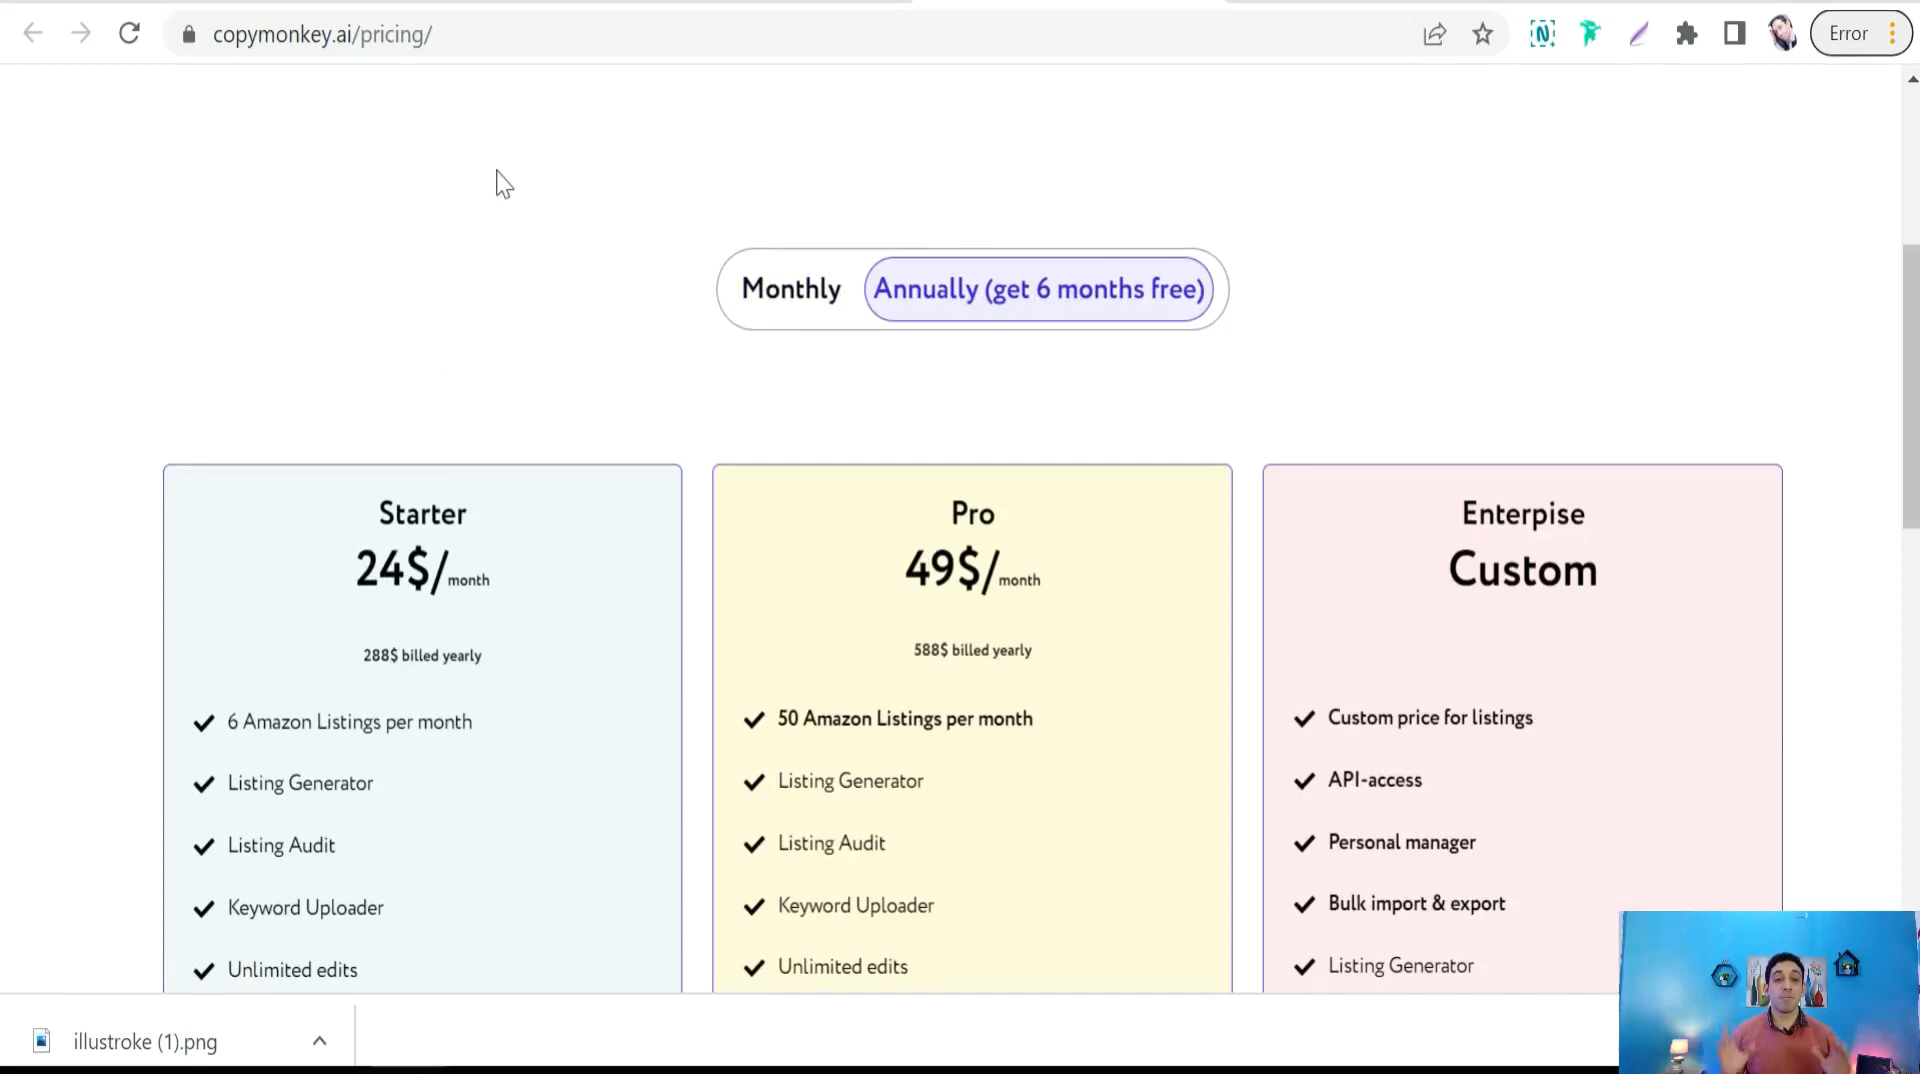 copymonkey.ai/pricing/
Error
Monthly
Annually (get 6 months free)
Starter
24$/month
288$ billed yearly
6 Amazon Listings per month
Listing Generator
Listing Audit
Keyword Uploader
Unlimited edits
Pro
49$/month
588$ billed yearly
50 Amazon Listings per month
Listing Generator
Listing Audit
Keyword Uploader
Unlimited edits
Enterpise
Custom
Custom price for listings
API-access
Personal manager
Bulk import & export
Listing Generator
illustroke (1).png